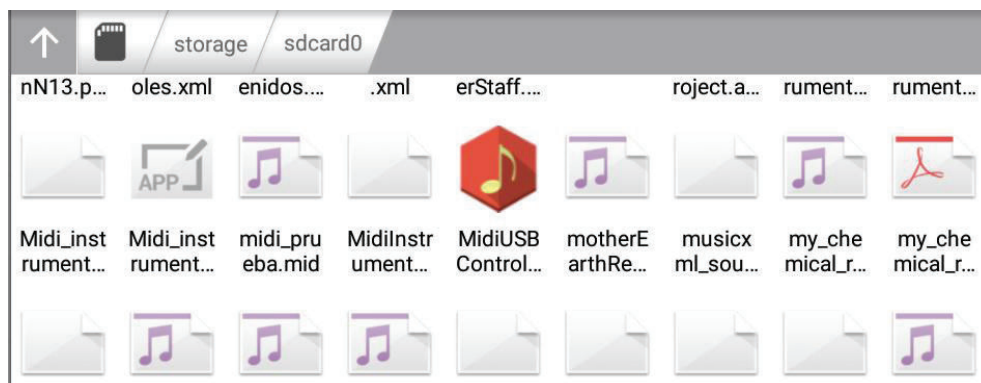 storage sdcard0
nN13.p... oles.xml enidos.... .xml erStaff.... roject.a... rument... rument...
APP
Midi_inst Midi_inst midi_pru MidiInstr MidiUSB motherE musicx my_che my_che
rument... rument... eba.mid ument... Control... arthRe... ml_sou... mical_r... mical_r...